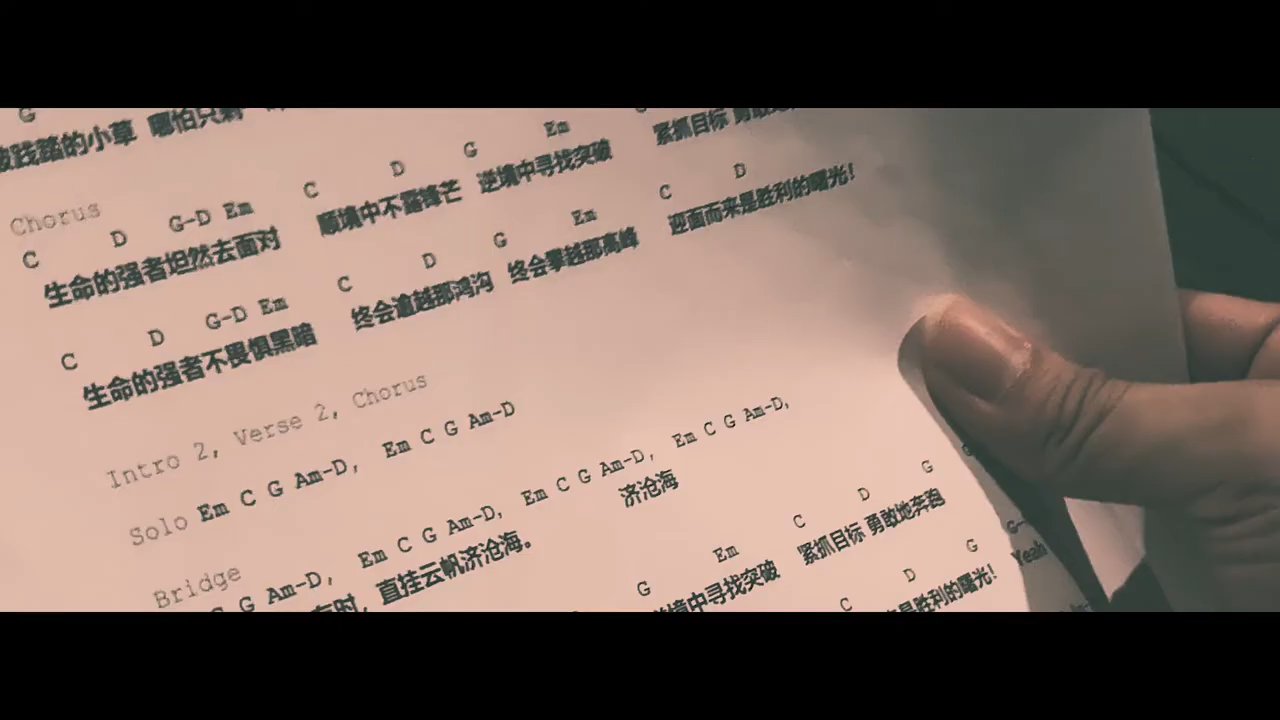 G
践踏的小草 哪怕只剩
Chorus
C D G-D Em C D G Em
生命的强者坦然去面对 顺境中不露锋芒 逆境中寻找突破 紧抓目标 勇敢
C D G-D Em C D G Em C D
生命的强者不畏惧黑暗 终会逾越那鸿沟 终会攀越那高峰 迎面而来是胜利的曙光!
Intro 2, Verse 2, Chorus
Solo Em C G Am-D, Em C G Am-D
Bridge
C G Am-D, Em C G Am-D, Em C G Am-D, Em C G Am-D,
有时，直挂云帆济沧海。 济沧海
G Em C D G
境中寻找突破 紧抓目标 勇敢地奔跑
C D G
是胜利的曙光! Yeah